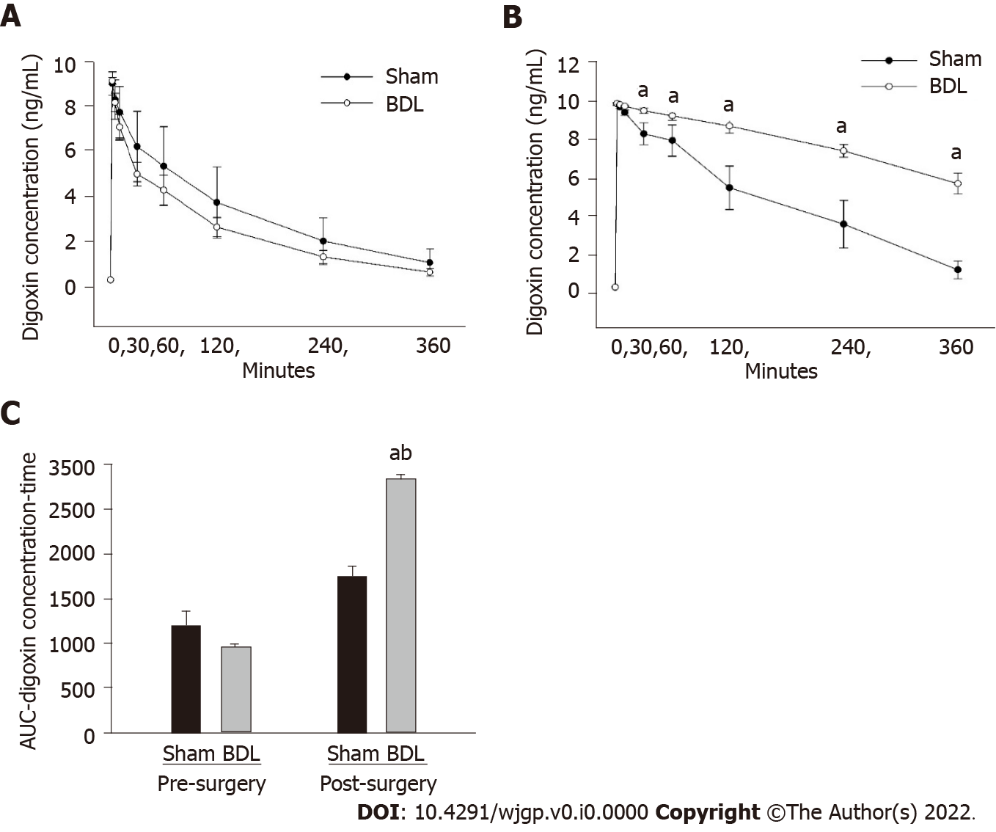 A
Digoxin concentration (ng/mL)
10
8
6
4
2
0
Sham
BDL
0,30,60, 120, 240, 360
Minutes
B
Digoxin concentration (ng/mL)
12
10
8
6
4
2
0
Sham
BDL
a a a a a
0,30,60, 120, 240, 360
Minutes
C
AUC-digoxin concentration-time
3500
2500
2000
1500
1000
500
0
ab
Sham BDL Sham BDL
Pre-surgery Post-surgery
DOI: 10.4291/wjgp.v0.i0.0000 Copyright ©The Author(s) 2022.